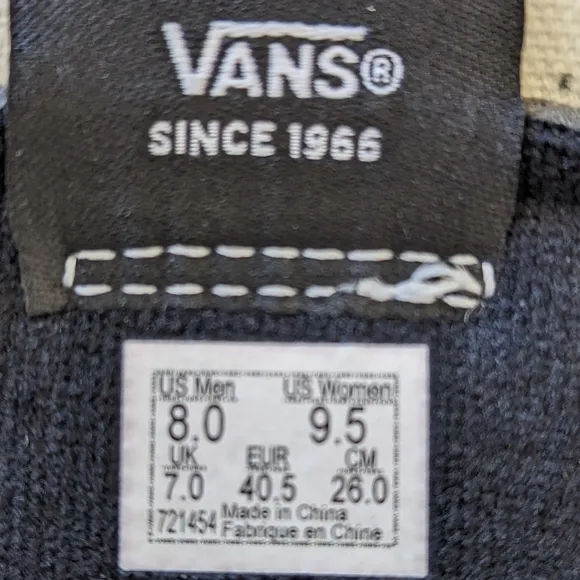 VANS®
SINCE 1966
US Men US Women
8.0 9.5
UK EUR CM
7.0 40.5 26.0
721454 Made in China
Fabrique en Chine